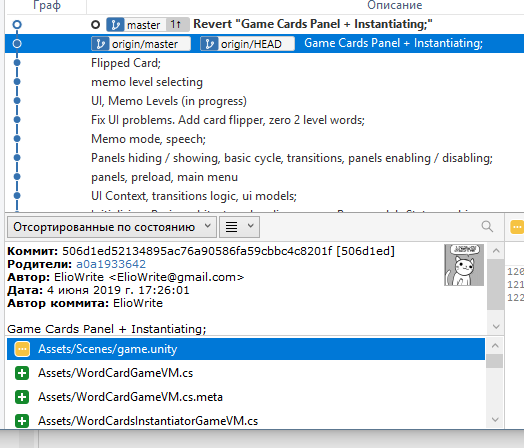 Граф Описание
master 1↑ Revert "Game Cards Panel + Instantiating;"
origin/master origin/HEAD Game Cards Panel + Instantiating;
Flipped Card;
memo level selecting
UI, Memo Levels (in progress)
Fix UI problems. Add card flipper, zero 2 level words;
Memo mode, speech;
Panels hiding / showing, basic cycle, transitions, panels enabling / disabling;
panels, preload, main menu
UI Context, transitions logic, ui models;
Отсортированные по состоянию
Коммит: 506d1ed52134895ac76a90586fa59cbbc4c8201f [506d1ed]
Родители: a0a1933642
Автор: ElioWrite <ElioWrite@gmail.com>
Дата: 4 июня 2019 г. 17:26:01
Автор коммита: ElioWrite
Game Cards Panel + Instantiating;
120
121
122
Assets/Scenes/game.unity
Assets/WordCardGameVM.cs
Assets/WordCardGameVM.cs.meta
Assets/WordCardsInstantiatorGameVM.cs